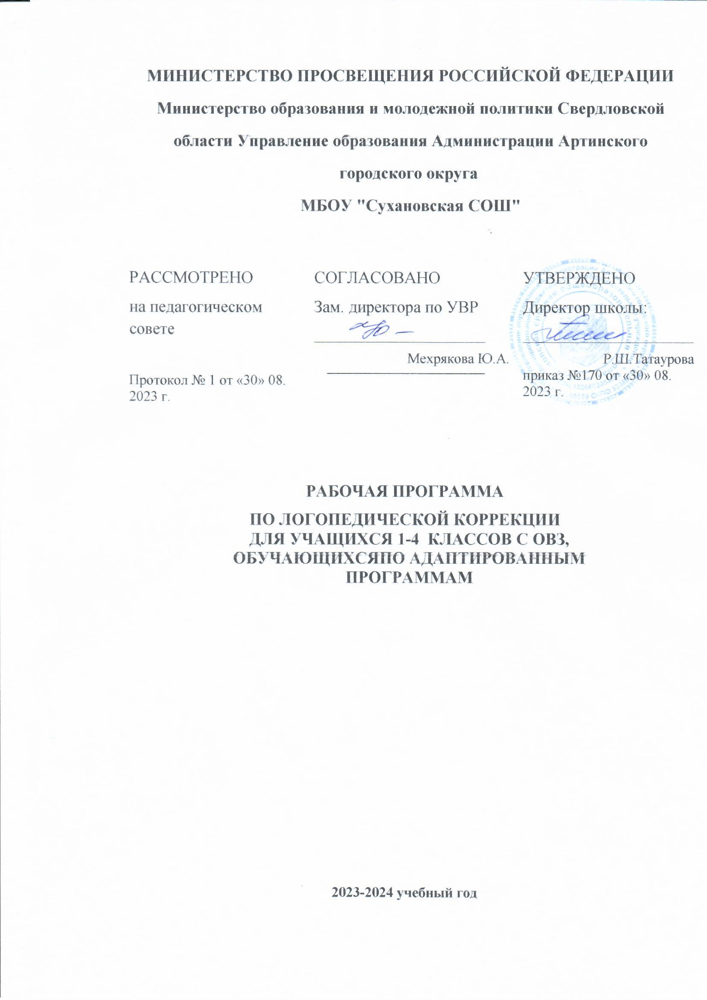 МИНИСТЕРСТВО ПРОСВЕЩЕНИЯ РОССИЙСКОЙ ФЕДЕРАЦИИ
Министерство образования и молодежной политики Свердловской
области Управление образования Администрации Артинского
городского округа
МБОУ "Сухановская СОШ"
РАССМОТРЕНО
на педагогическом
совете
Протокол № 1 от «30» 08.
2023 г.
СОГЛАСОВАНО
Зам. директора по УВР
Мехрякова Ю.А.
УТВЕРЖДЕНО
Директор школы:
Р.Ш.Татаурова
приказ №170 от «30» 08.
2023 г.
РАБОЧАЯ ПРОГРАММА
ПО ЛОГОПЕДИЧЕСКОЙ КОРРЕКЦИИ
ДЛЯ УЧАЩИХСЯ 1-4 КЛАССОВ С ОВЗ,
ОБУЧАЮЩИХСЯПО АДАПТИРОВАННЫМ
ПРОГРАММАМ
2023-2024 учебный год